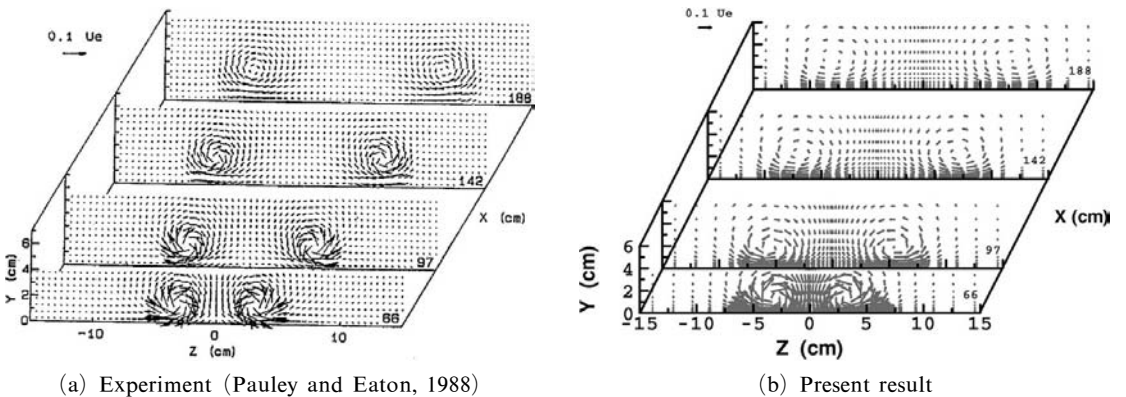 0.1 Ue
188
142
97
66
X (cm)
Y (cm)
6
4
2
0
-10
0
10
Z (cm)
(a) Experiment (Pauley and Eaton, 1988)
0.1 Ue
188
142
97
66
X (cm)
Y (cm)
6
4
2
0
-15 -10 -5 0 5 10 15
Z (cm)
(b) Present result